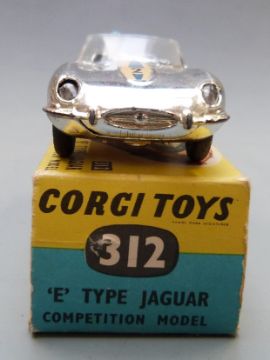 CORGI TOYS
312
'E' TYPE JAGUAR
COMPETITION MODEL